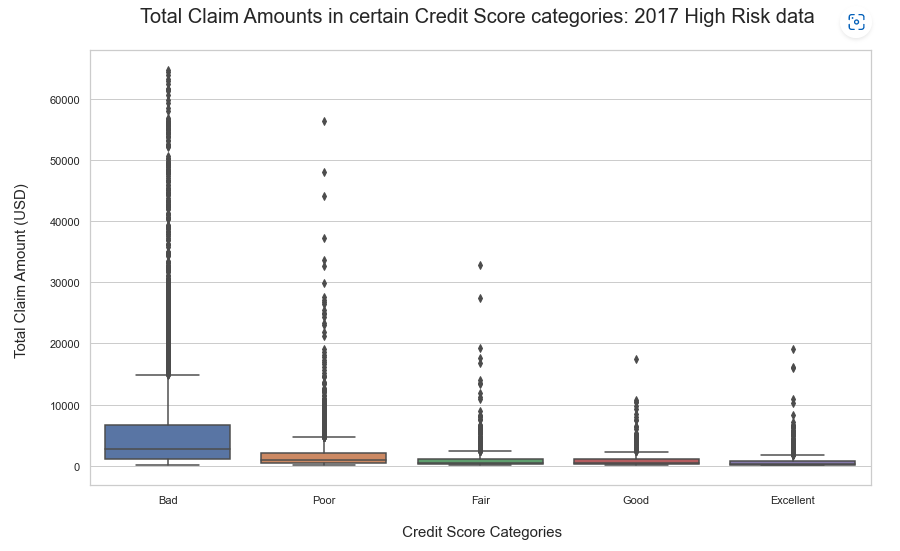 Total Claim Amounts in certain Credit Score categories: 2017 High Risk data
Total Claim Amount (USD)
60000
50000
40000
30000
20000
10000
0
Bad Poor Fair Good Excellent
Credit Score Categories